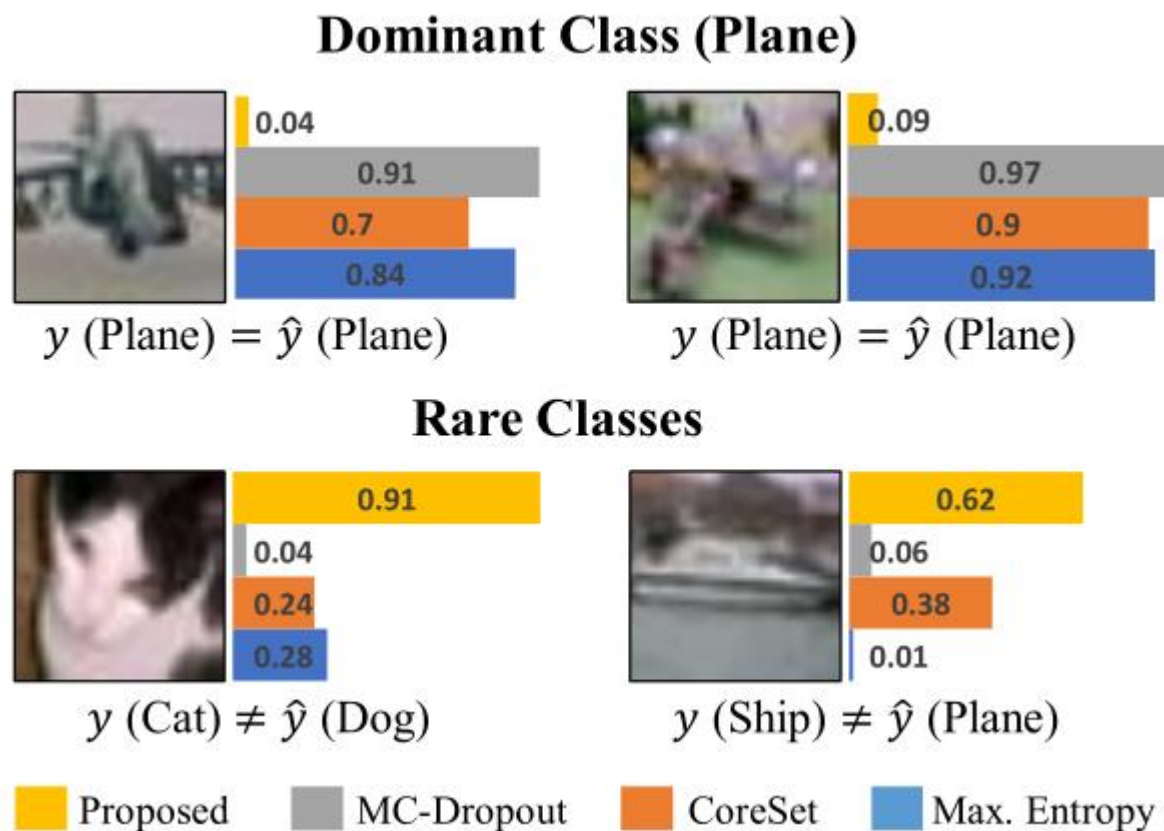 Dominant Class (Plane)
0.04
0.91
0.7
0.84
y (Plane) = ŷ (Plane)
0.09
0.97
0.9
0.92
y (Plane) = ŷ (Plane)
Rare Classes
0.91
0.04
0.24
0.28
y (Cat) ≠ ŷ (Dog)
0.62
0.06
0.38
0.01
y (Ship) ≠ ŷ (Plane)
Proposed MC-Dropout CoreSet Max. Entropy